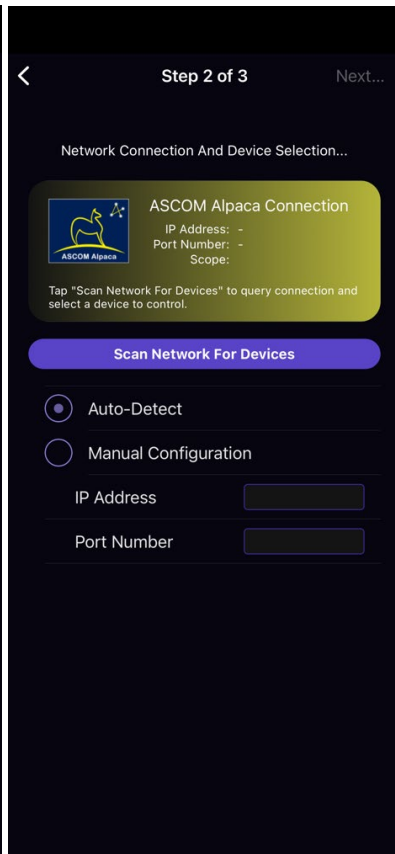 Step 2 of 3
Next...
Network Connection And Device Selection...
ASCOM Alpaca Connection
IP Address: -
Port Number: -
Scope:
ASCOM Alpaca
Tap "Scan Network For Devices" to query connection and
select a device to control.
Scan Network For Devices
Auto-Detect
Manual Configuration
IP Address
Port Number